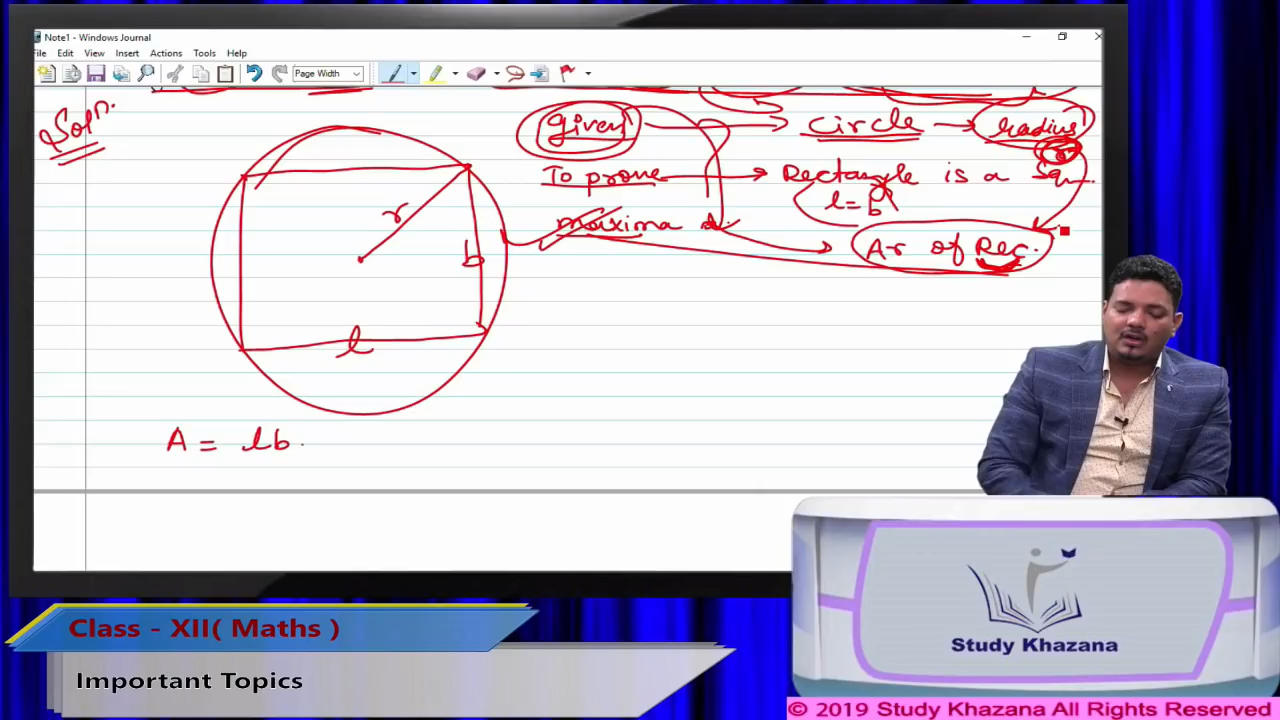 Note1 - Windows Journal
File Edit View Insert Actions Tools Help
Page Width
Soln.
given → circle → radius
To prove → Rectangle is a Squ.
l = b
maxima
Ar of Rec.
r
b
l
A = lb.
Study Khazana
Class - XII( Maths )
Important Topics
© 2019 Study Khazana All Rights Reserved